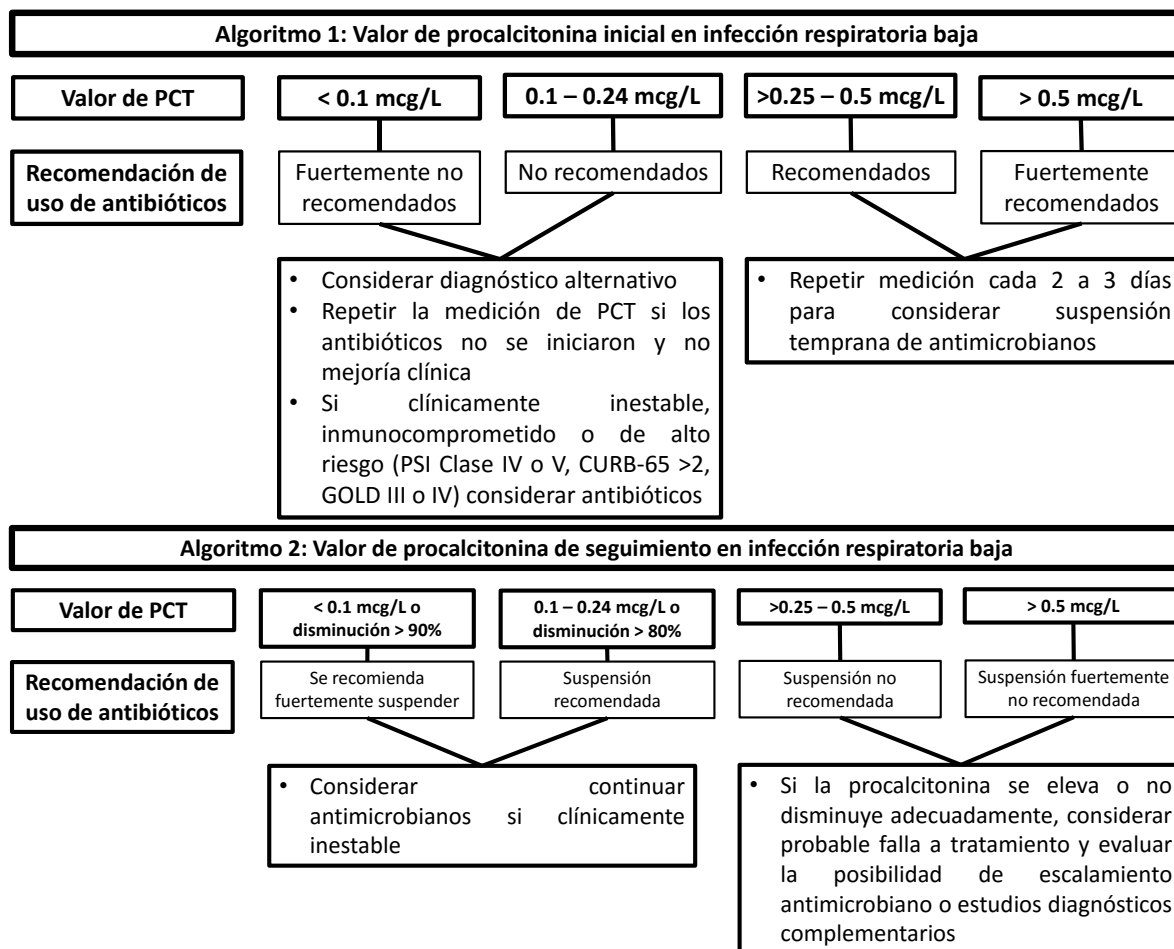 Algoritmo 1: Valor de procalcitonina inicial en infección respiratoria baja
Valor de PCT
< 0.1 mcg/L
0.1 – 0.24 mcg/L
>0.25 – 0.5 mcg/L
> 0.5 mcg/L
Recomendación de
uso de antibióticos
Fuertemente no
recomendados
No recomendados
Recomendados
Fuertemente
recomendados
• Considerar diagnóstico alternativo
• Repetir la medición de PCT si los
antibióticos no se iniciaron y no
mejoría clínica
• Si clínicamente inestable,
inmunocomprometido o de alto
riesgo (PSI Clase IV o V, CURB-65 >2,
GOLD III o IV) considerar antibióticos
• Repetir medición cada 2 a 3 días
para considerar suspensión
temprana de antimicrobianos
Algoritmo 2: Valor de procalcitonina de seguimiento en infección respiratoria baja
Valor de PCT
< 0.1 mcg/L o
disminución > 90%
0.1 – 0.24 mcg/L o
disminución > 80%
>0.25 – 0.5 mcg/L
> 0.5 mcg/L
Recomendación de
uso de antibióticos
Se recomienda
fuertemente suspender
Suspensión
recomendada
Suspensión no
recomendada
Suspensión fuertemente
no recomendada
• Considerar continuar
antimicrobianos si clínicamente
inestable
• Si la procalcitonina se eleva o no
disminuye adecuadamente, considerar
probable falla a tratamiento y evaluar
la posibilidad de escalamiento
antimicrobiano o estudios diagnósticos
complementarios